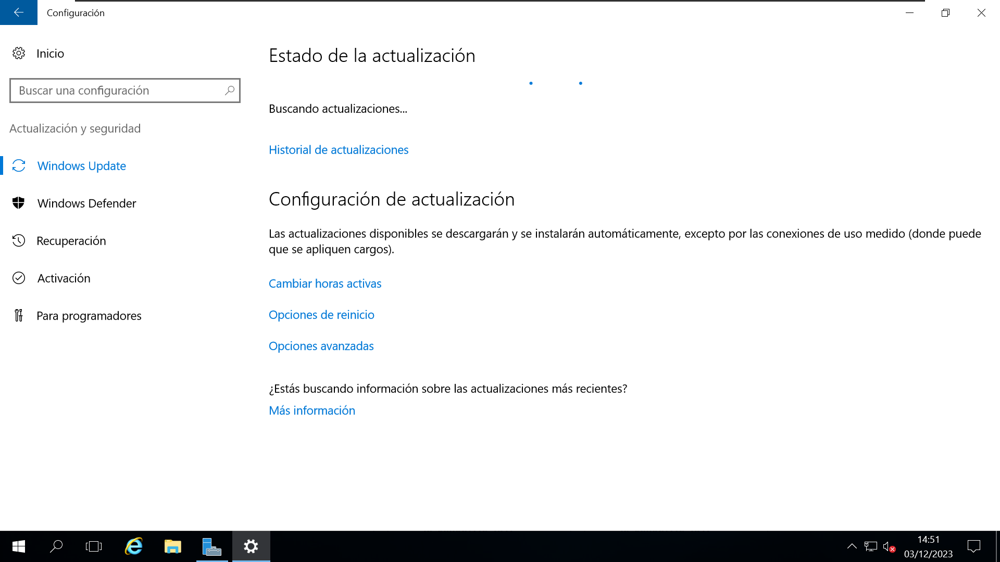 Configuración
Inicio
Buscar una configuración
Actualización y seguridad
Windows Update
Windows Defender
Recuperación
Activación
Para programadores
Estado de la actualización
Buscando actualizaciones...
Historial de actualizaciones
Configuración de actualización
Las actualizaciones disponibles se descargarán y se instalarán automáticamente, excepto por las conexiones de uso medido (donde puede
que se apliquen cargos).
Cambiar horas activas
Opciones de reinicio
Opciones avanzadas
¿Estás buscando información sobre las actualizaciones más recientes?
Más información
14:51
03/12/2023